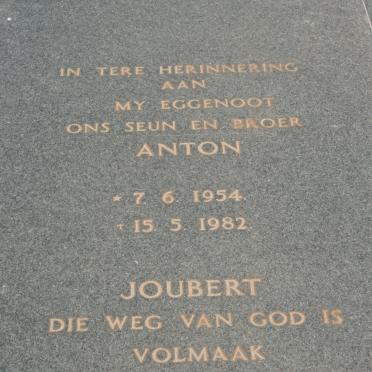 IN TERE HERINNERING
AAN
MY EGGENOOT
ONS SEUN EN BROER
ANTON
* 7. 6. 1954.
† 15. 5. 1982.
JOUBERT
DIE WEG VAN GOD IS
VOLMAAK